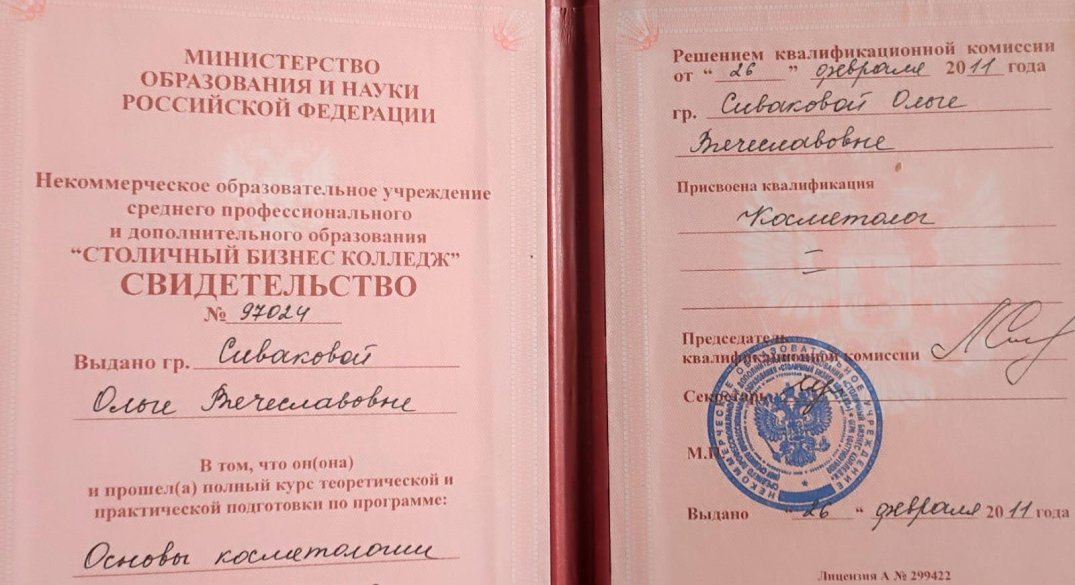 МИНИСТЕРСТВО
ОБРАЗОВАНИЯ И НАУКИ
РОССИЙСКОЙ ФЕДЕРАЦИИ
Некоммерческое образовательное учреждение
среднего профессионального
и дополнительного образования
“СТОЛИЧНЫЙ БИЗНЕС КОЛЛЕДЖ”
СВИДЕТЕЛЬСТВО
№ 97024
Выдано гр. Сиваковой
Ольге Вячеславовне
В том, что он(она)
и прошел(а) полный курс теоретической и
практической подготовки по программе:
Основы косметологии
Решением квалификационной комиссии
от “ 26 ” февраля 2011 года
гр. Сиваковой Ольге
Вячеславовне
Присвоена квалификация
Косметолог
Председатель
квалификационной комиссии
Секретарь
М.П.
Выдано “ 26 “ февраля 2011 года
Лицензия А № 299422